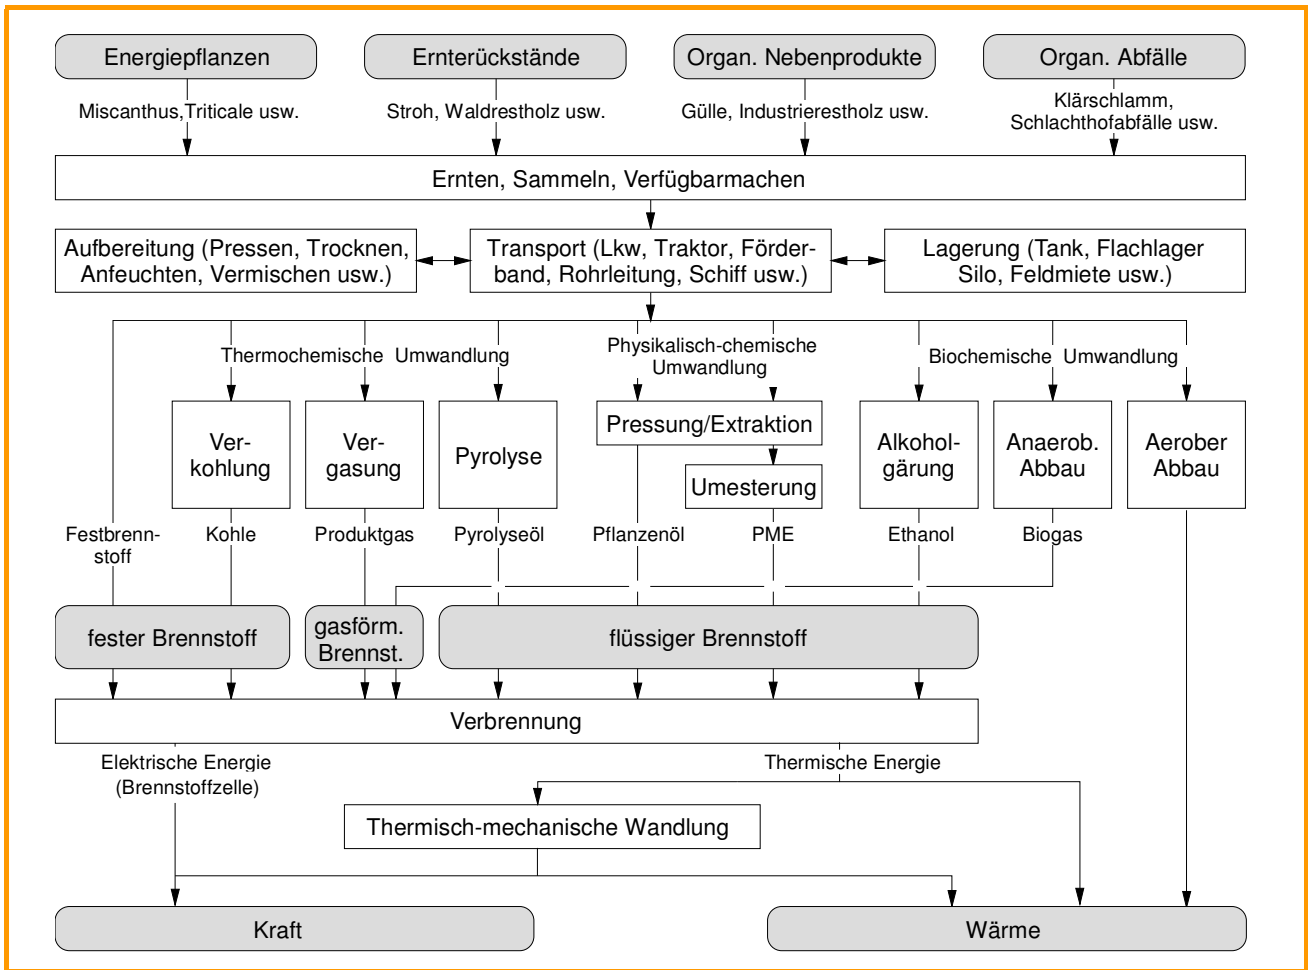 Energiepflanzen
Ernterückstände
Organ. Nebenprodukte
Organ. Abfälle
Miscanthus,Triticale usw.
Stroh, Waldrestholz usw.
Gülle, Industrierestholz usw.
Klärschlamm,
Schlachthofabfälle usw.
Ernten, Sammeln, Verfügbarmachen
Aufbereitung (Pressen, Trocknen,
Anfeuchten, Vermischen usw.)
Transport (Lkw, Traktor, Förder-
band, Rohrleitung, Schiff usw.)
Lagerung (Tank, Flachlager
Silo, Feldmiete usw.)
Thermochemische Umwandlung
Physikalisch-chemische
Umwandlung
Biochemische Umwandlung
Ver-
kohlung
Ver-
gasung
Pyrolyse
Pressung/Extraktion
Umesterung
Alkohol-
gärung
Anaerob.
Abbau
Aerober
Abbau
Festbrenn-
stoff
Kohle
Produktgas
Pyrolyseöl
Pflanzenöl
PME
Ethanol
Biogas
fester Brennstoff
gasförm.
Brennst.
flüssiger Brennstoff
Verbrennung
Elektrische Energie
(Brennstoffzelle)
Thermische Energie
Thermisch-mechanische Wandlung
Kraft
Wärme